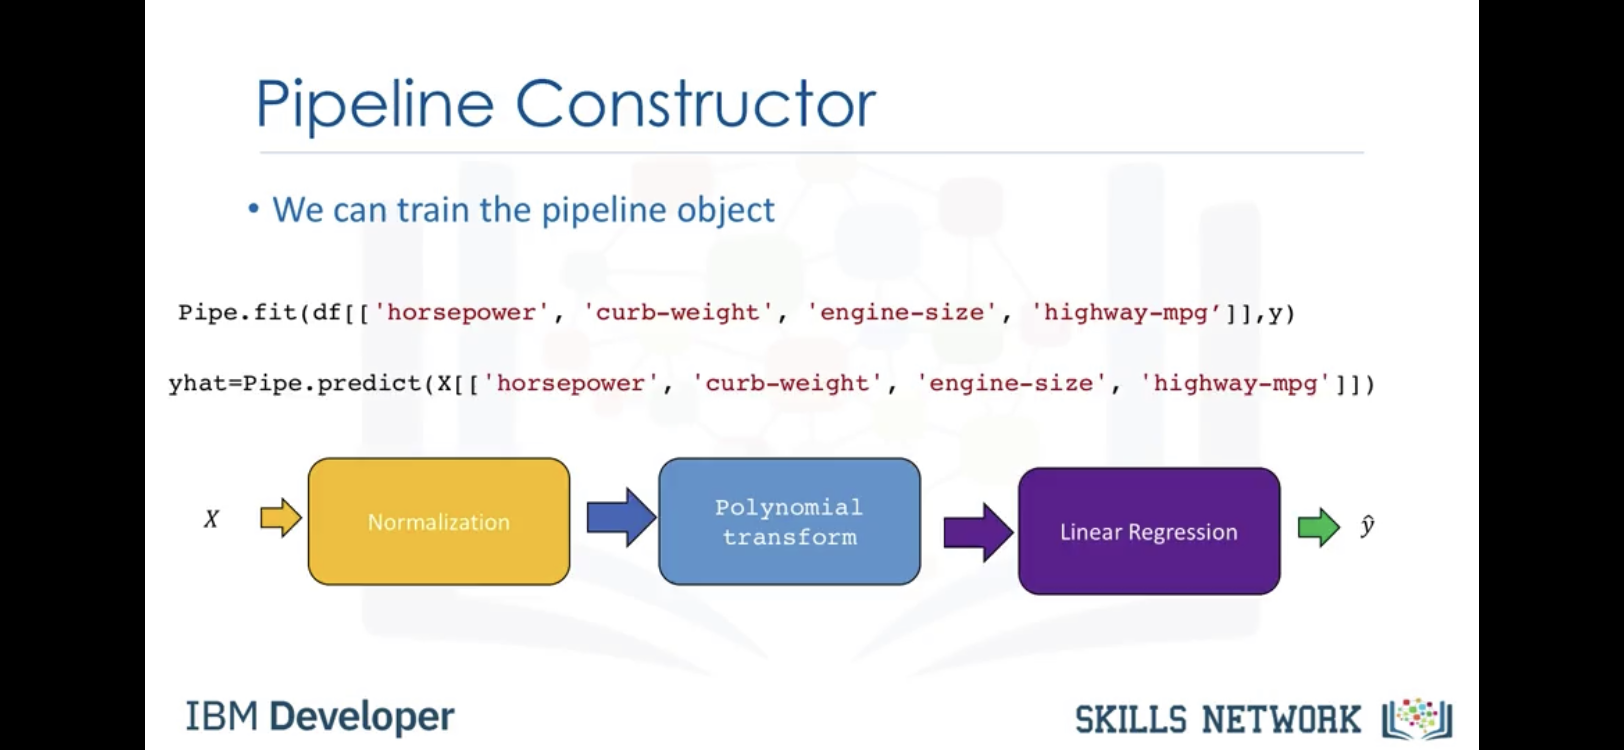 Pipeline Constructor
• We can train the pipeline object
Pipe.fit(df[['horsepower', 'curb-weight', 'engine-size', 'highway-mpg’]],y)
yhat=Pipe.predict(X[['horsepower', 'curb-weight', 'engine-size', 'highway-mpg']])
X
Normalization
Polynomial
transform
Linear Regression
ŷ
IBM Developer
SKILLS NETWORK